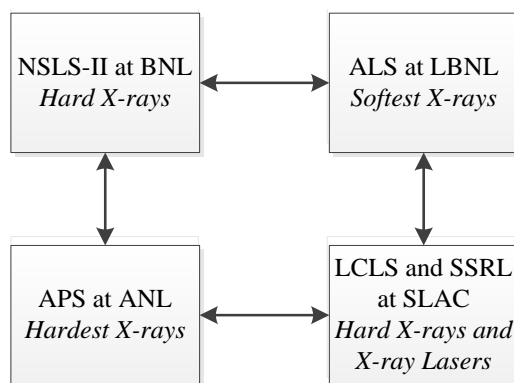 NSLS-II at BNL
Hard X-rays
ALS at LBNL
Softest X-rays
APS at ANL
Hardest X-rays
LCLS and SSRL
at SLAC
Hard X-rays and
X-ray Lasers